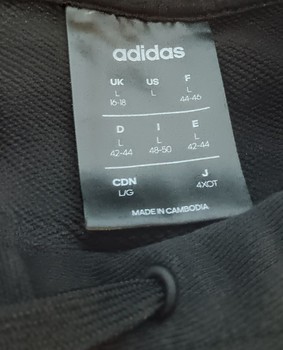 adidas
UK US F
L L L
16-18 44-46
D I E
L L L
42-44 48-50 42-44
CDN J
L/G 4XOT
MADE IN CAMBODIA